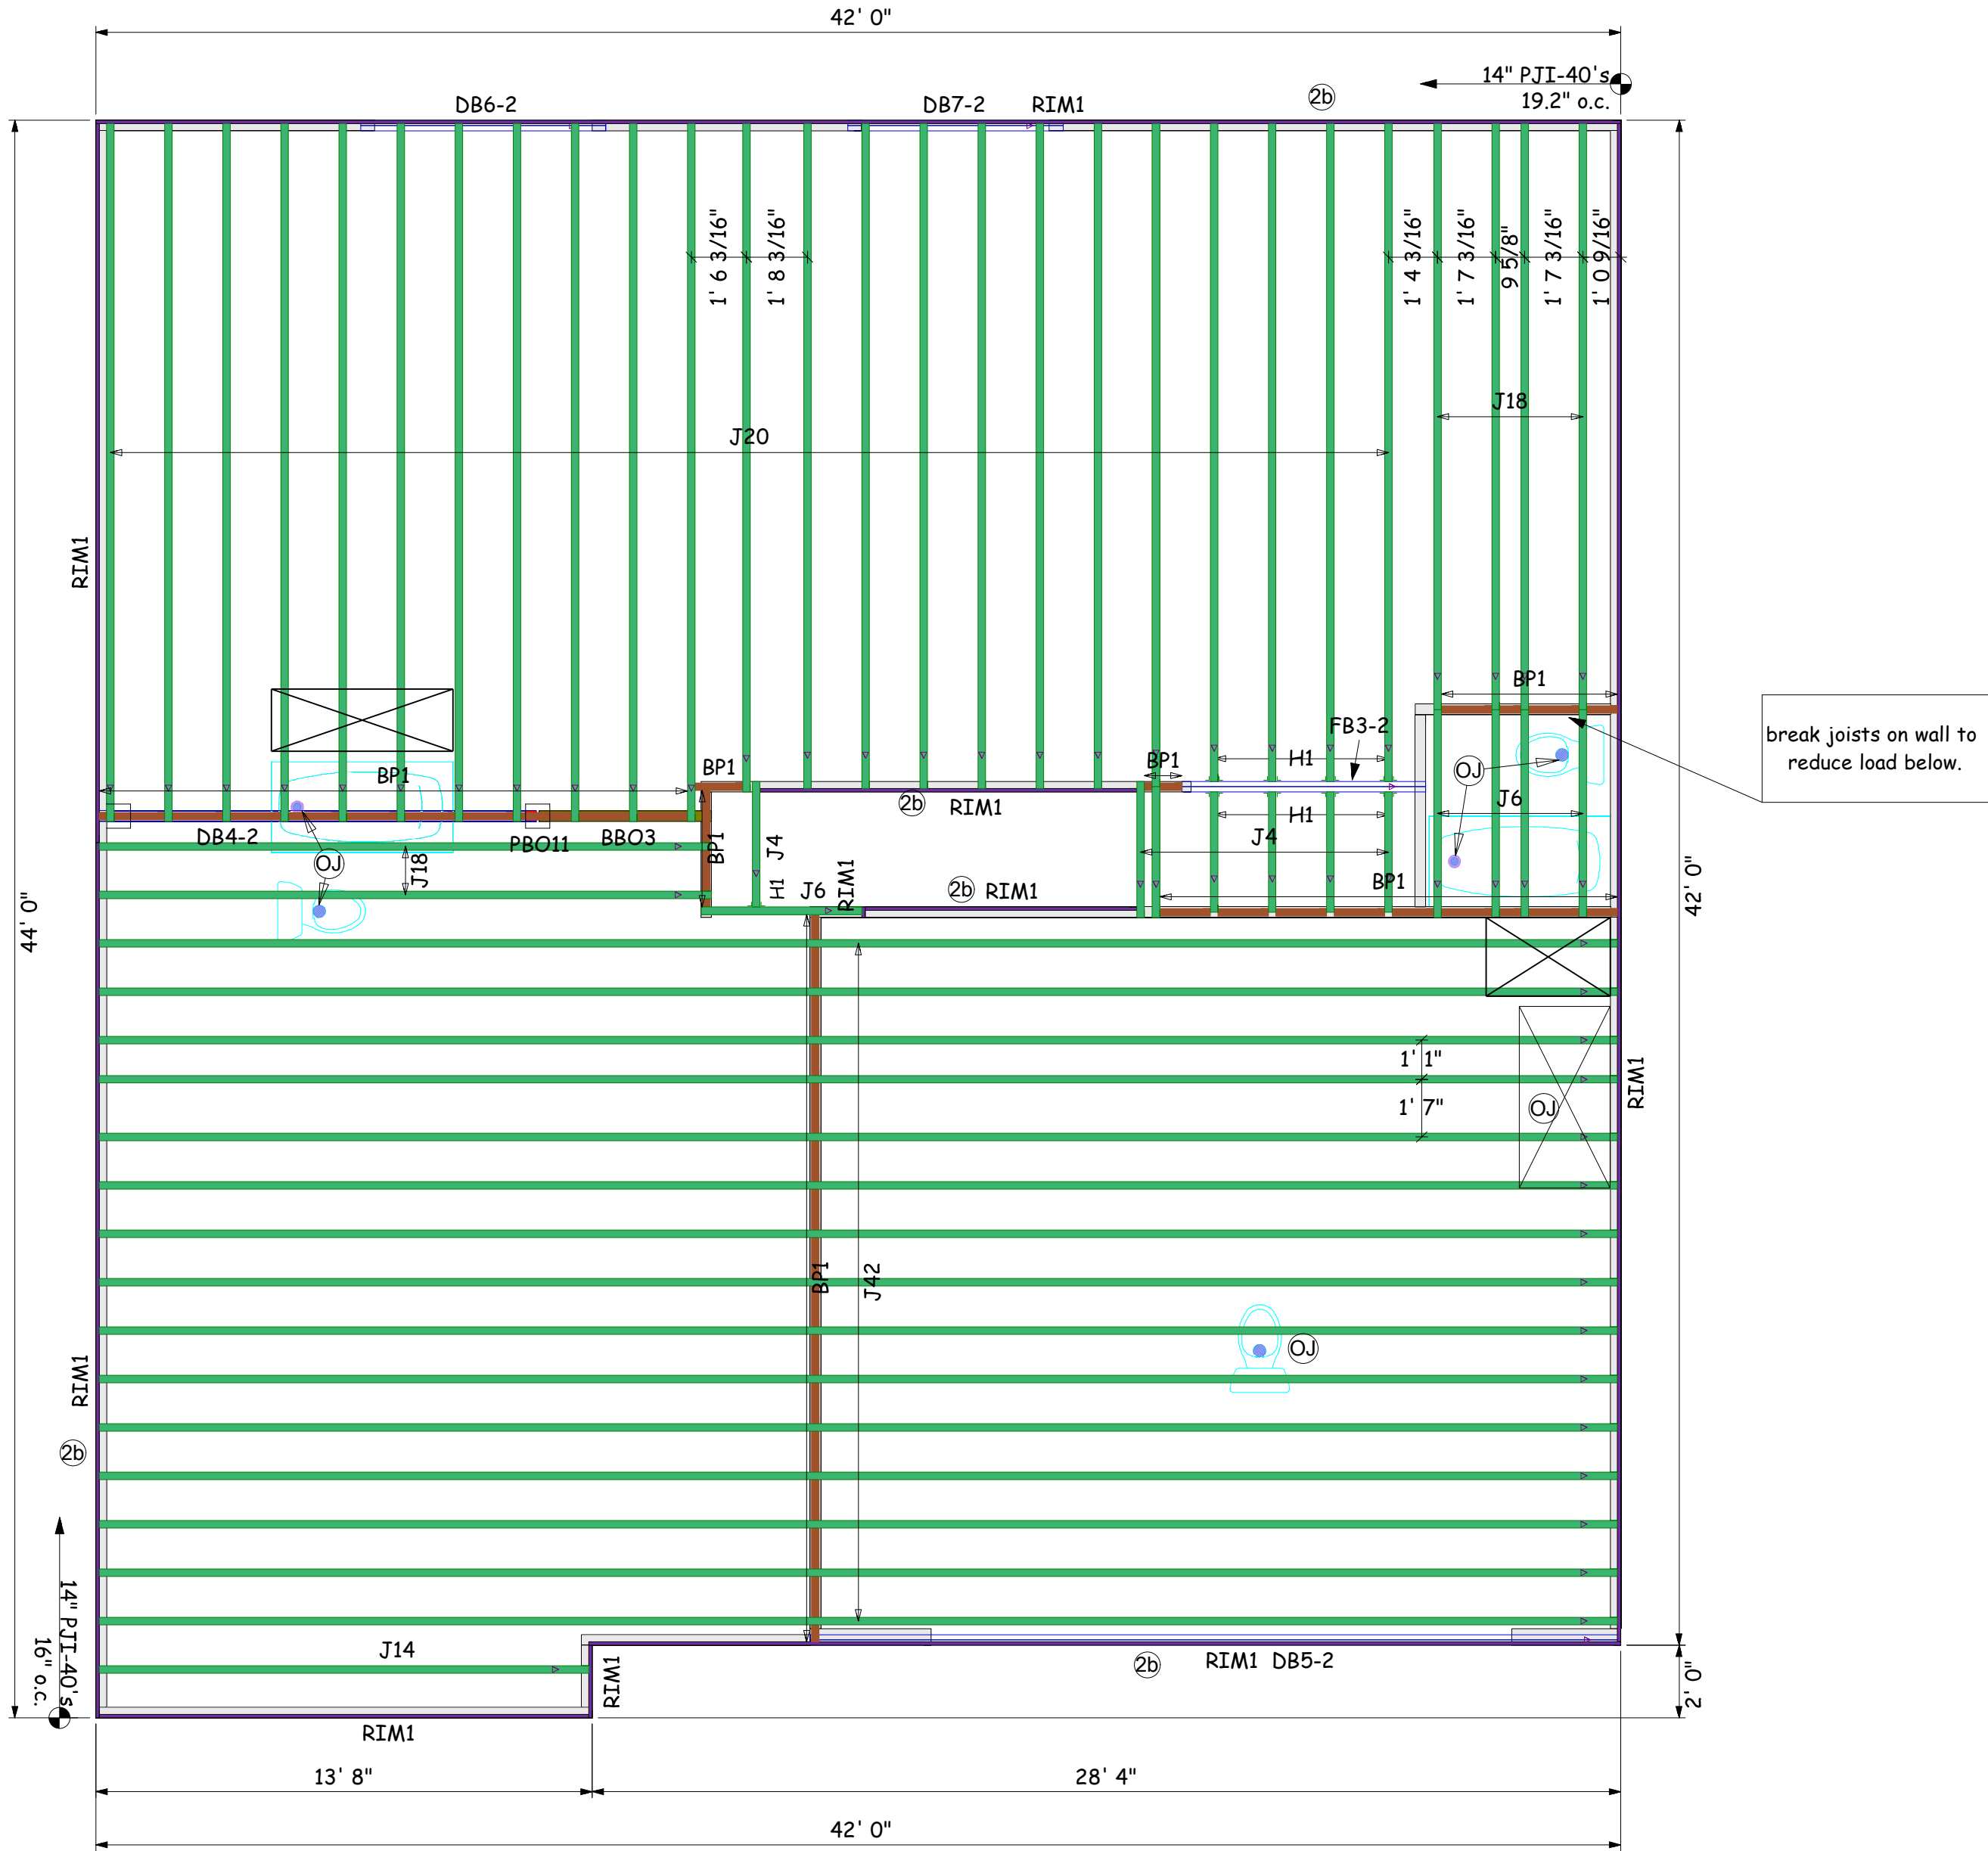 42' 0"
14" PJI-40's
19.2" o.c.
DB6-2
DB7-2
RIM1
2b
1' 6 3/16"
1' 8 3/16"
1' 4 3/16"
1' 7 3/16"
9 5/8"
1' 7 3/16"
1' 0 9/16"
J18
J20
RIM1
BP1
FB3-2
break joists on wall to
reduce load below.
H1
BP1
BP1
BP1
OJ
J6
2b
RIM1
H1
DB4-2
PBO11
BBO3
BP1
J4
J4
OJ
J18
H1
J6
RIM1
2b
RIM1
BP1
44' 0"
42' 0"
1' 1"
1' 7"
OJ
RIM1
BP1
J42
OJ
RIM1
2b
14" PJI-40's
16" o.c.
J14
RIM1
2b
RIM1
DB5-2
2' 0"
RIM1
13' 8"
28' 4"
42' 0"